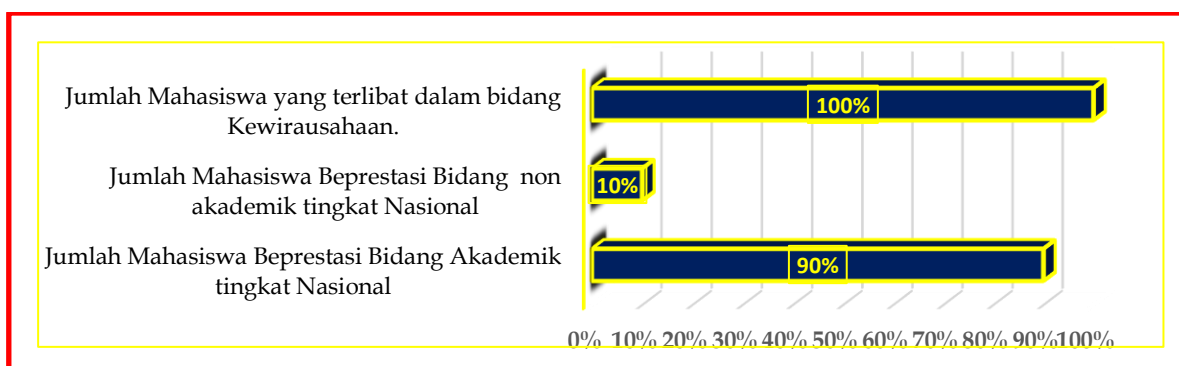 Jumlah Mahasiswa yang terlibat dalam bidang
Kewirausahaan.
100%
Jumlah Mahasiswa Beprestasi Bidang non
akademik tingkat Nasional
10%
Jumlah Mahasiswa Beprestasi Bidang Akademik
tingkat Nasional
90%
0% 10% 20% 30% 40% 50% 60% 70% 80% 90% 100%